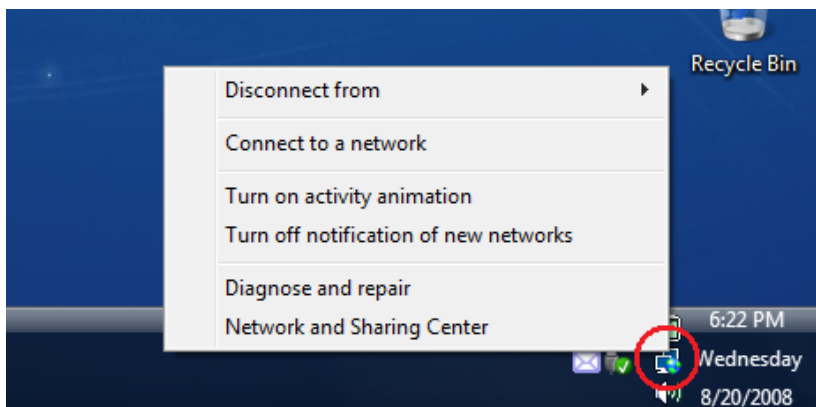 Recycle Bin
Disconnect from
Connect to a network
Turn on activity animation
Turn off notification of new networks
Diagnose and repair
Network and Sharing Center
6:22 PM
Wednesday
8/20/2008